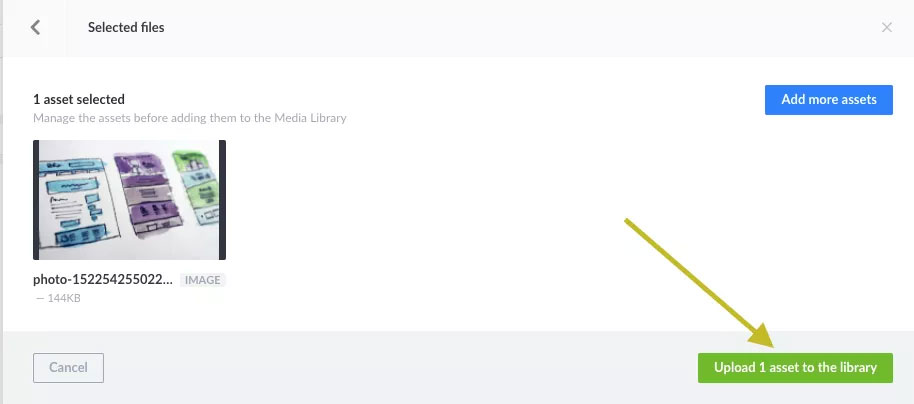 Selected files
1 asset selected
Add more assets
Manage the assets before adding them to the Media Library
photo-152254255022... IMAGE
— 144KB
Cancel
Upload 1 asset to the library